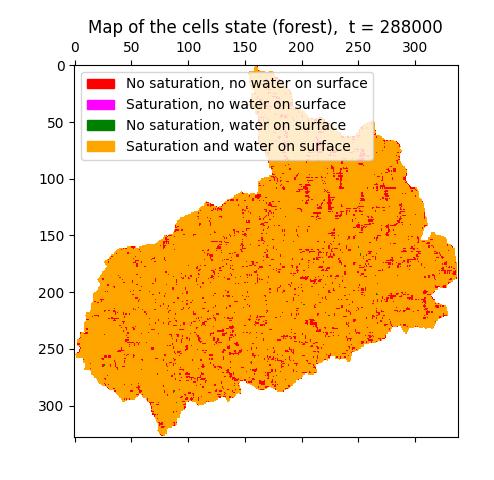 Map of the cells state (forest),  t = 288000
0 50 100 150 200 250 300
0
No saturation, no water on surface
Saturation, no water on surface
50
No saturation, water on surface
Saturation and water on surface
100
150
200
250
300